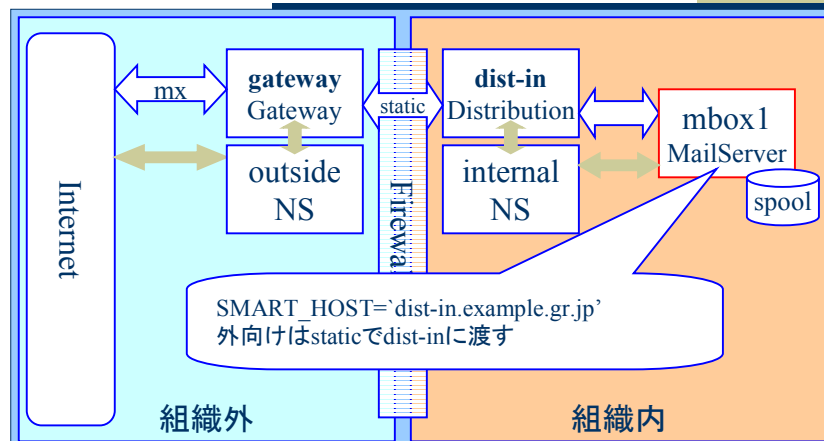 gateway
Gateway
dist-in
Distribution
mx
static
mbox1
MailServer
outside
NS
internal
NS
spool
Internet
Firewal
SMART_HOST=`dist-in.example.gr.jp’
外向けはstaticでdist-inに渡す
組織外
組織内